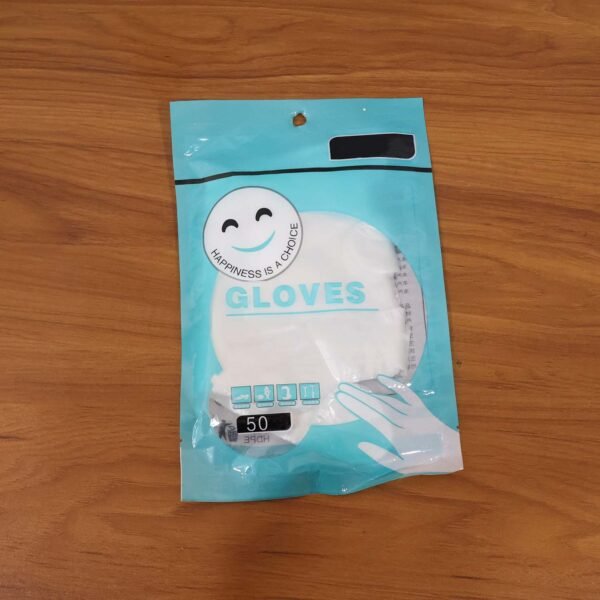 HAPPINESS IS A CHOICE
GLOVES
50
HDPE